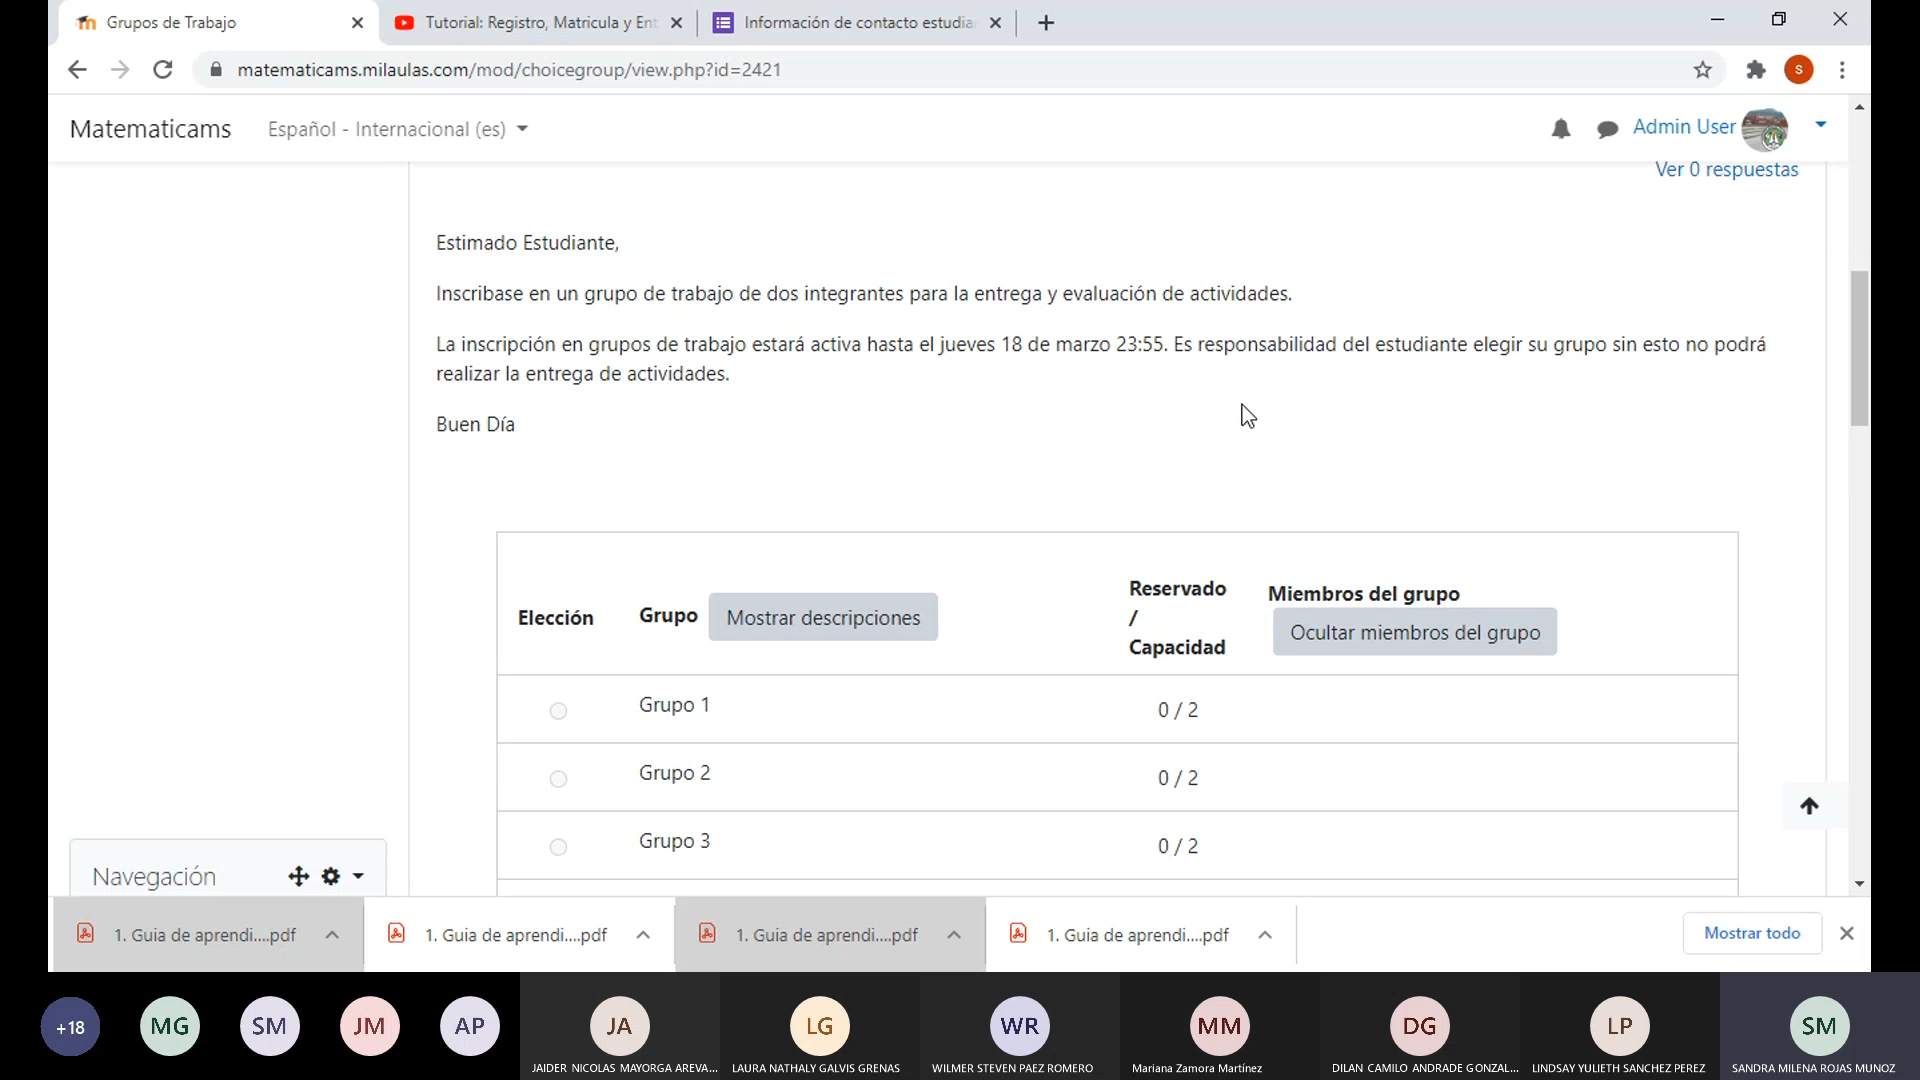 Grupos de Trabajo
Tutorial: Registro, Matricula y Ent
Información de contacto estudia
matematicams.milaulas.com/mod/choicegroup/view.php?id=2421
S
Matematicams
Español - Internacional (es)
Admin User
Ver 0 respuestas
Estimado Estudiante,
Inscribase en un grupo de trabajo de dos integrantes para la entrega y evaluación de actividades.
La inscripción en grupos de trabajo estará activa hasta el jueves 18 de marzo 23:55. Es responsabilidad del estudiante elegir su grupo sin esto no podrá
realizar la entrega de actividades.
Buen Día
Elección
Grupo
Mostrar descripciones
Reservado
/
Capacidad
Miembros del grupo
Ocultar miembros del grupo
Grupo 1
0 / 2
Grupo 2
0 / 2
Grupo 3
0 / 2
Navegación
1. Guia de aprendi....pdf
1. Guia de aprendi....pdf
1. Guia de aprendi....pdf
1. Guia de aprendi....pdf
Mostrar todo
+18
MG
SM
JM
AP
JA
JAIDER NICOLAS MAYORGA AREVA...
LG
LAURA NATHALY GALVIS GRENAS
WR
WILMER STEVEN PAEZ ROMERO
MM
Mariana Zamora Martínez
DG
DILAN CAMILO ANDRADE GONZAL...
LP
LINDSAY YULIETH SANCHEZ PEREZ
SM
SANDRA MILENA ROJAS MUNOZ